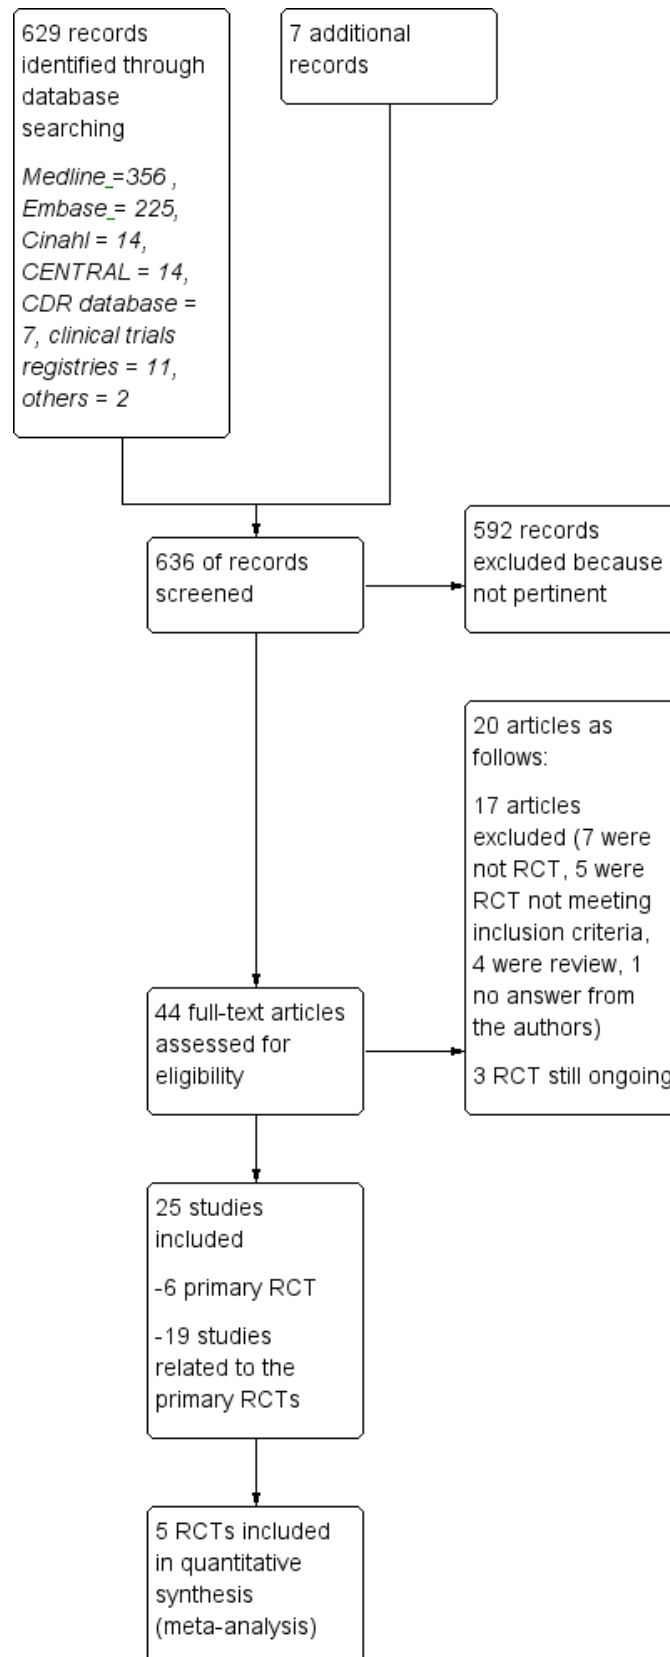 629 records
identified through
database
searching
Medline =356 ,
Embase = 225,
Cinahl = 14,
CENTRAL = 14,
CDR database =
7, clinical trials
registries = 11,
others = 2
7 additional
records
636 of records
screened
592 records
excluded because
not pertinent
20 articles as
follows:
17 articles
excluded (7 were
not RCT, 5 were
RCT not meeting
inclusion criteria,
4 were review, 1
no answer from
the authors)
3 RCT still ongoing
44 full-text articles
assessed for
eligibility
25 studies
included
-6 primary RCT
-19 studies
related to the
primary RCTs
5 RCTs included
in quantitative
synthesis
(meta-analysis)